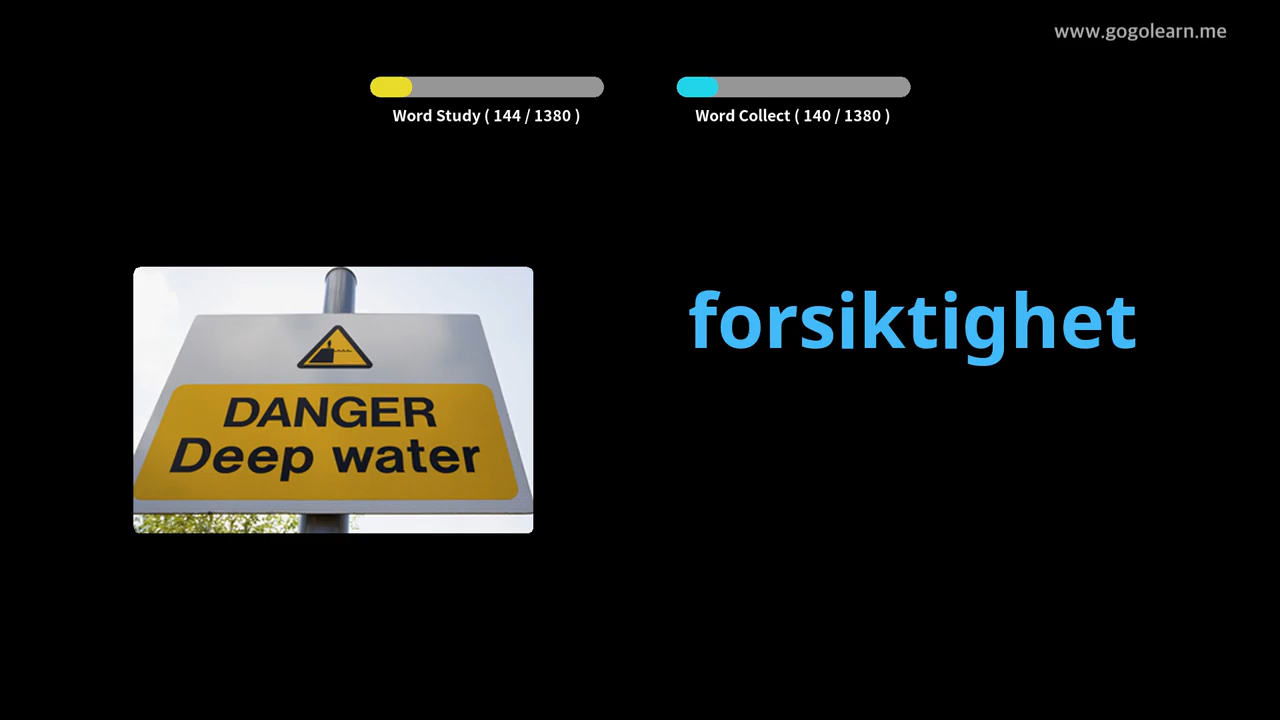 www.gogolearn.me
Word Study ( 144 / 1380 )
Word Collect ( 140 / 1380 )
forsiktighet
DANGER
Deep water